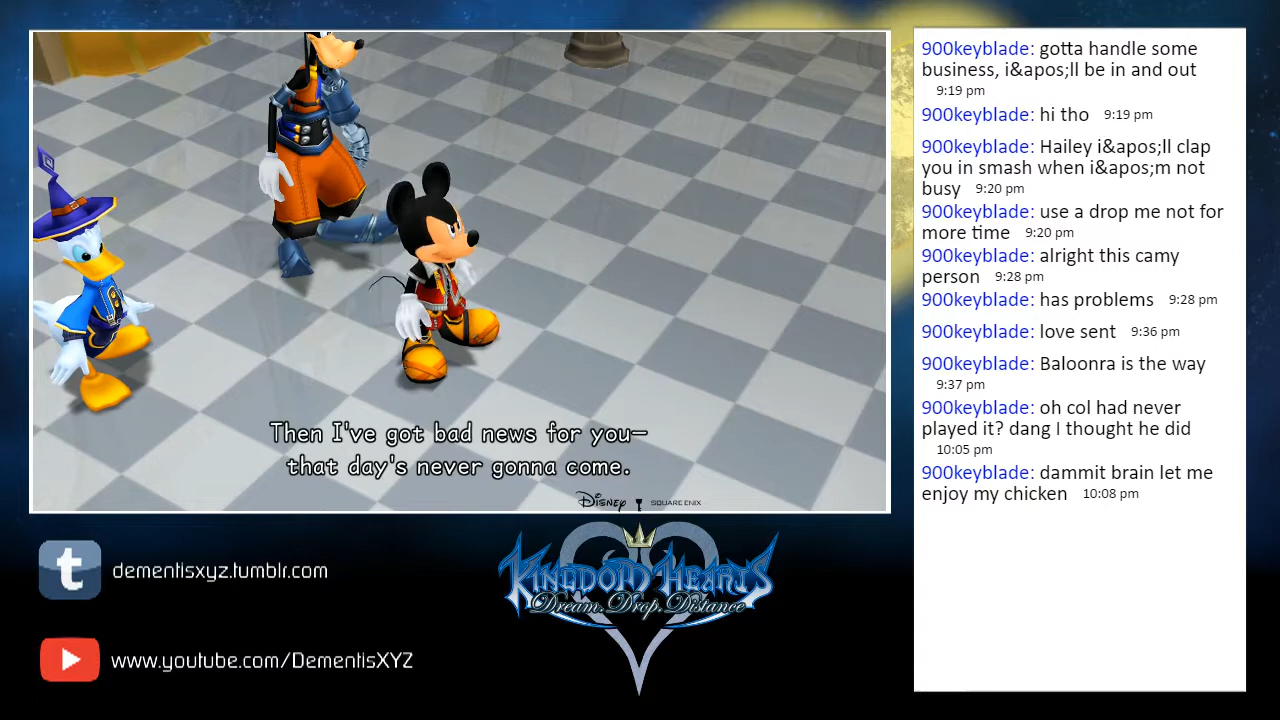 900keyblade: gotta handle some
business, i&apos;ll be in and out
9:19 pm
900keyblade: hi tho 9:19 pm
900keyblade: Hailey i&apos;ll clap
you in smash when i&apos;m not
busy 9:20 pm
900keyblade: use a drop me not for
more time 9:20 pm
900keyblade: alright this camy
person 9:28 pm
900keyblade: has problems 9:28 pm
900keyblade: love sent 9:36 pm
900keyblade: Baloonra is the way
9:37 pm
900keyblade: oh col had never
played it? dang I thought he did
10:05 pm
900keyblade: dammit brain let me
enjoy my chicken 10:08 pm
Then I've got bad news for you—
that day's never gonna come.
Disney SQUARE ENIX
t dementisxyz.tumblr.com
KINGDOM HEARTS
Dream.Drop.Distance
www.youtube.com/DementisXYZ